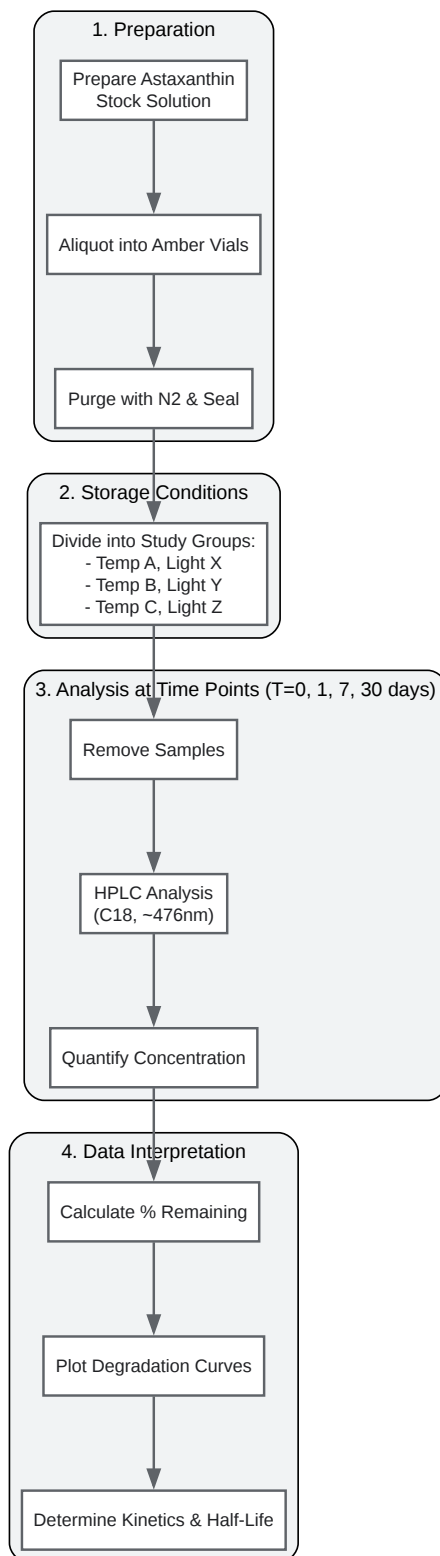 1. Preparation
Prepare Astaxanthin
Stock Solution
Aliquot into Amber Vials
Purge with N2 & Seal
2. Storage Conditions
Divide into Study Groups:
- Temp A, Light X
- Temp B, Light Y
- Temp C, Light Z
3. Analysis at Time Points (T=0, 1, 7, 30 days)
Remove Samples
HPLC Analysis
(C18, ~476nm)
Quantify Concentration
4. Data Interpretation
Calculate % Remaining
Plot Degradation Curves
Determine Kinetics & Half-Life